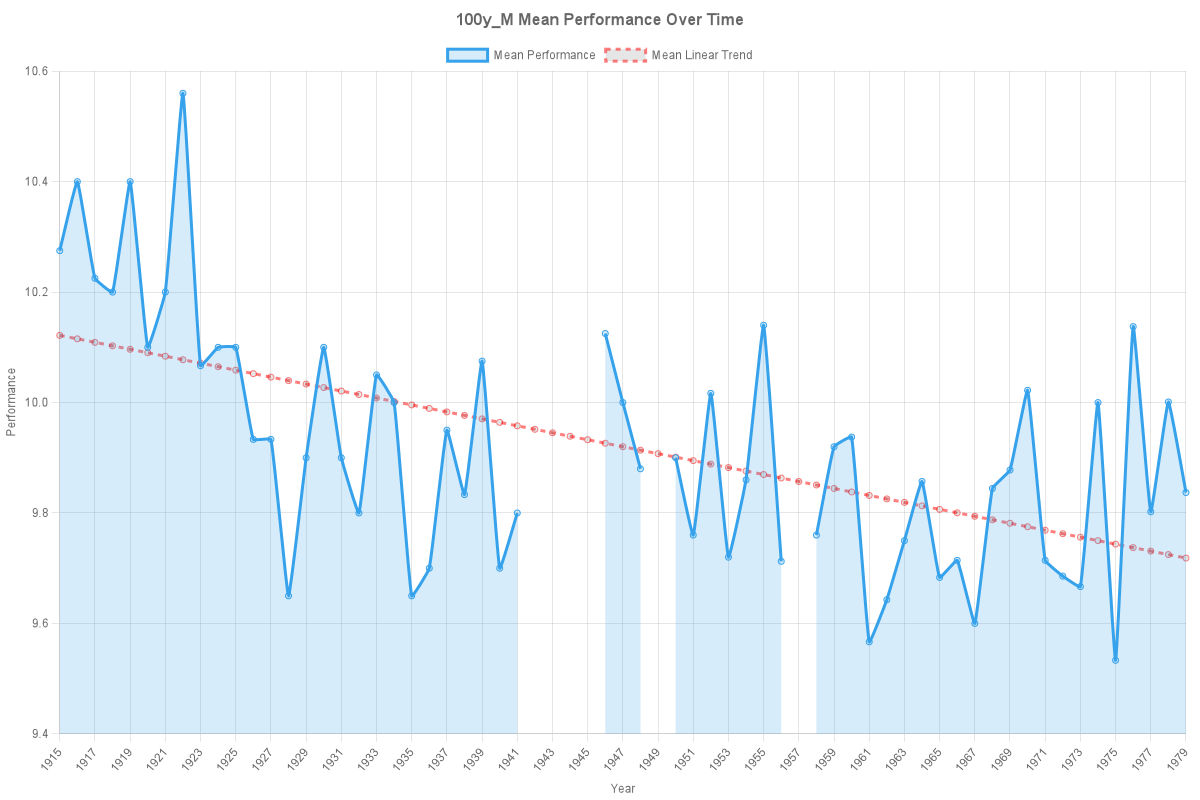 100y_M Mean Performance Over Time
Mean Performance Mean Linear Trend
10.6
10.4
10.2
10.0
9.8
9.6
9.4
Performance
1915 1917 1919 1921 1923 1925 1927 1929 1931 1933 1935 1937 1939 1941 1943 1945 1947 1949 1951 1953 1955 1957 1959 1961 1963 1965 1967 1969 1971 1973 1975 1977 1979
Year